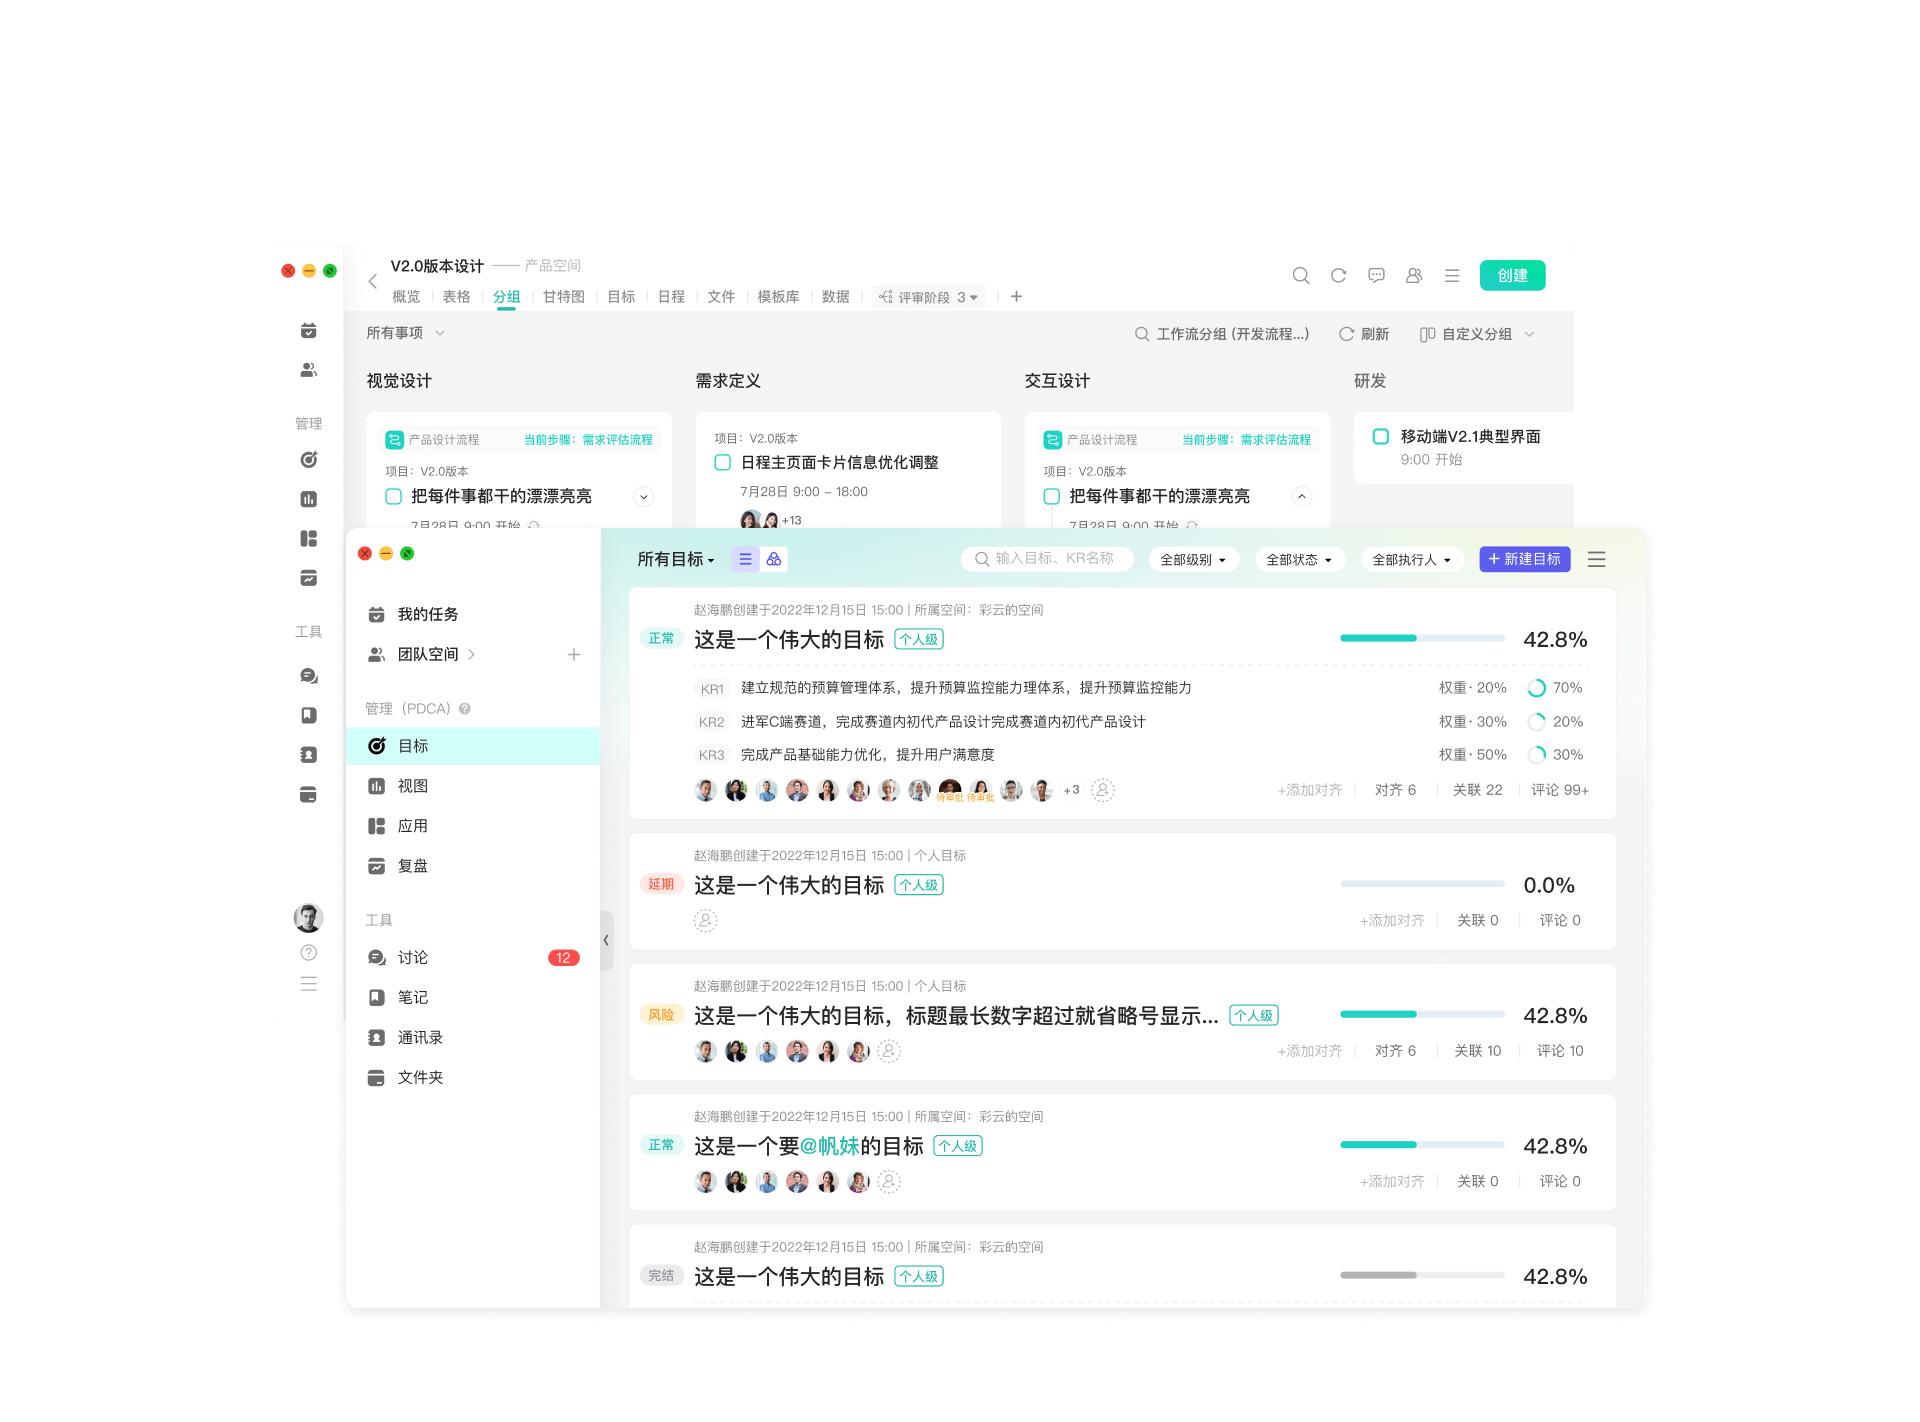 V2.0版本设计 —— 产品空间
概览 表格 分组 甘特图 目标 日程 文件 模板库 数据 评审阶段 3 +
创建
所有事项
工作流分组 (开发流程...) 刷新 自定义分组
管理
工具
视觉设计
产品设计流程 当前步骤：需求评估流程
项目：V2.0版本
把每件事都干的漂漂亮亮
7月28日 9:00 开始
需求定义
项目：V2.0版本
日程主页面卡片信息优化调整
7月28日 9:00 – 18:00
+13
交互设计
产品设计流程 当前步骤：需求评估流程
项目：V2.0版本
把每件事都干的漂漂亮亮
7月28日 9:00 开始
研发
移动端V2.1典型界面
9:00 开始
我的任务
团队空间
管理（PDCA）
目标
视图
应用
复盘
工具
讨论 12
笔记
通讯录
文件夹
所有目标
输入目标、KR名称
全部级别 全部状态 全部执行人 +新建目标
赵海鹏创建于2022年12月15日 15:00 | 所属空间：彩云的空间
正常 这是一个伟大的目标 个人级 42.8%
KR1 建立规范的预算管理体系，提升预算监控能力理体系，提升预算监控能力 权重· 20% 70%
KR2 进军C端赛道，完成赛道内初代产品设计完成赛道内初代产品设计 权重· 30% 20%
KR3 完成产品基础能力优化，提升用户满意度 权重· 50% 30%
待审批 待审批 +3 +添加对齐 对齐 6 关联 22 评论 99+
赵海鹏创建于2022年12月15日 15:00 | 个人目标
延期 这是一个伟大的目标 个人级 0.0%
+添加对齐 关联 0 评论 0
赵海鹏创建于2022年12月15日 15:00 | 个人目标
风险 这是一个伟大的目标，标题最长数字超过就省略号显示... 个人级 42.8%
+添加对齐 对齐 6 关联 10 评论 10
赵海鹏创建于2022年12月15日 15:00 | 所属空间：彩云的空间
正常 这是一个要@帆妹的目标 个人级 42.8%
+添加对齐 关联 0 评论 0
赵海鹏创建于2022年12月15日 15:00 | 所属空间：彩云的空间
完结 这是一个伟大的目标 个人级 42.8%